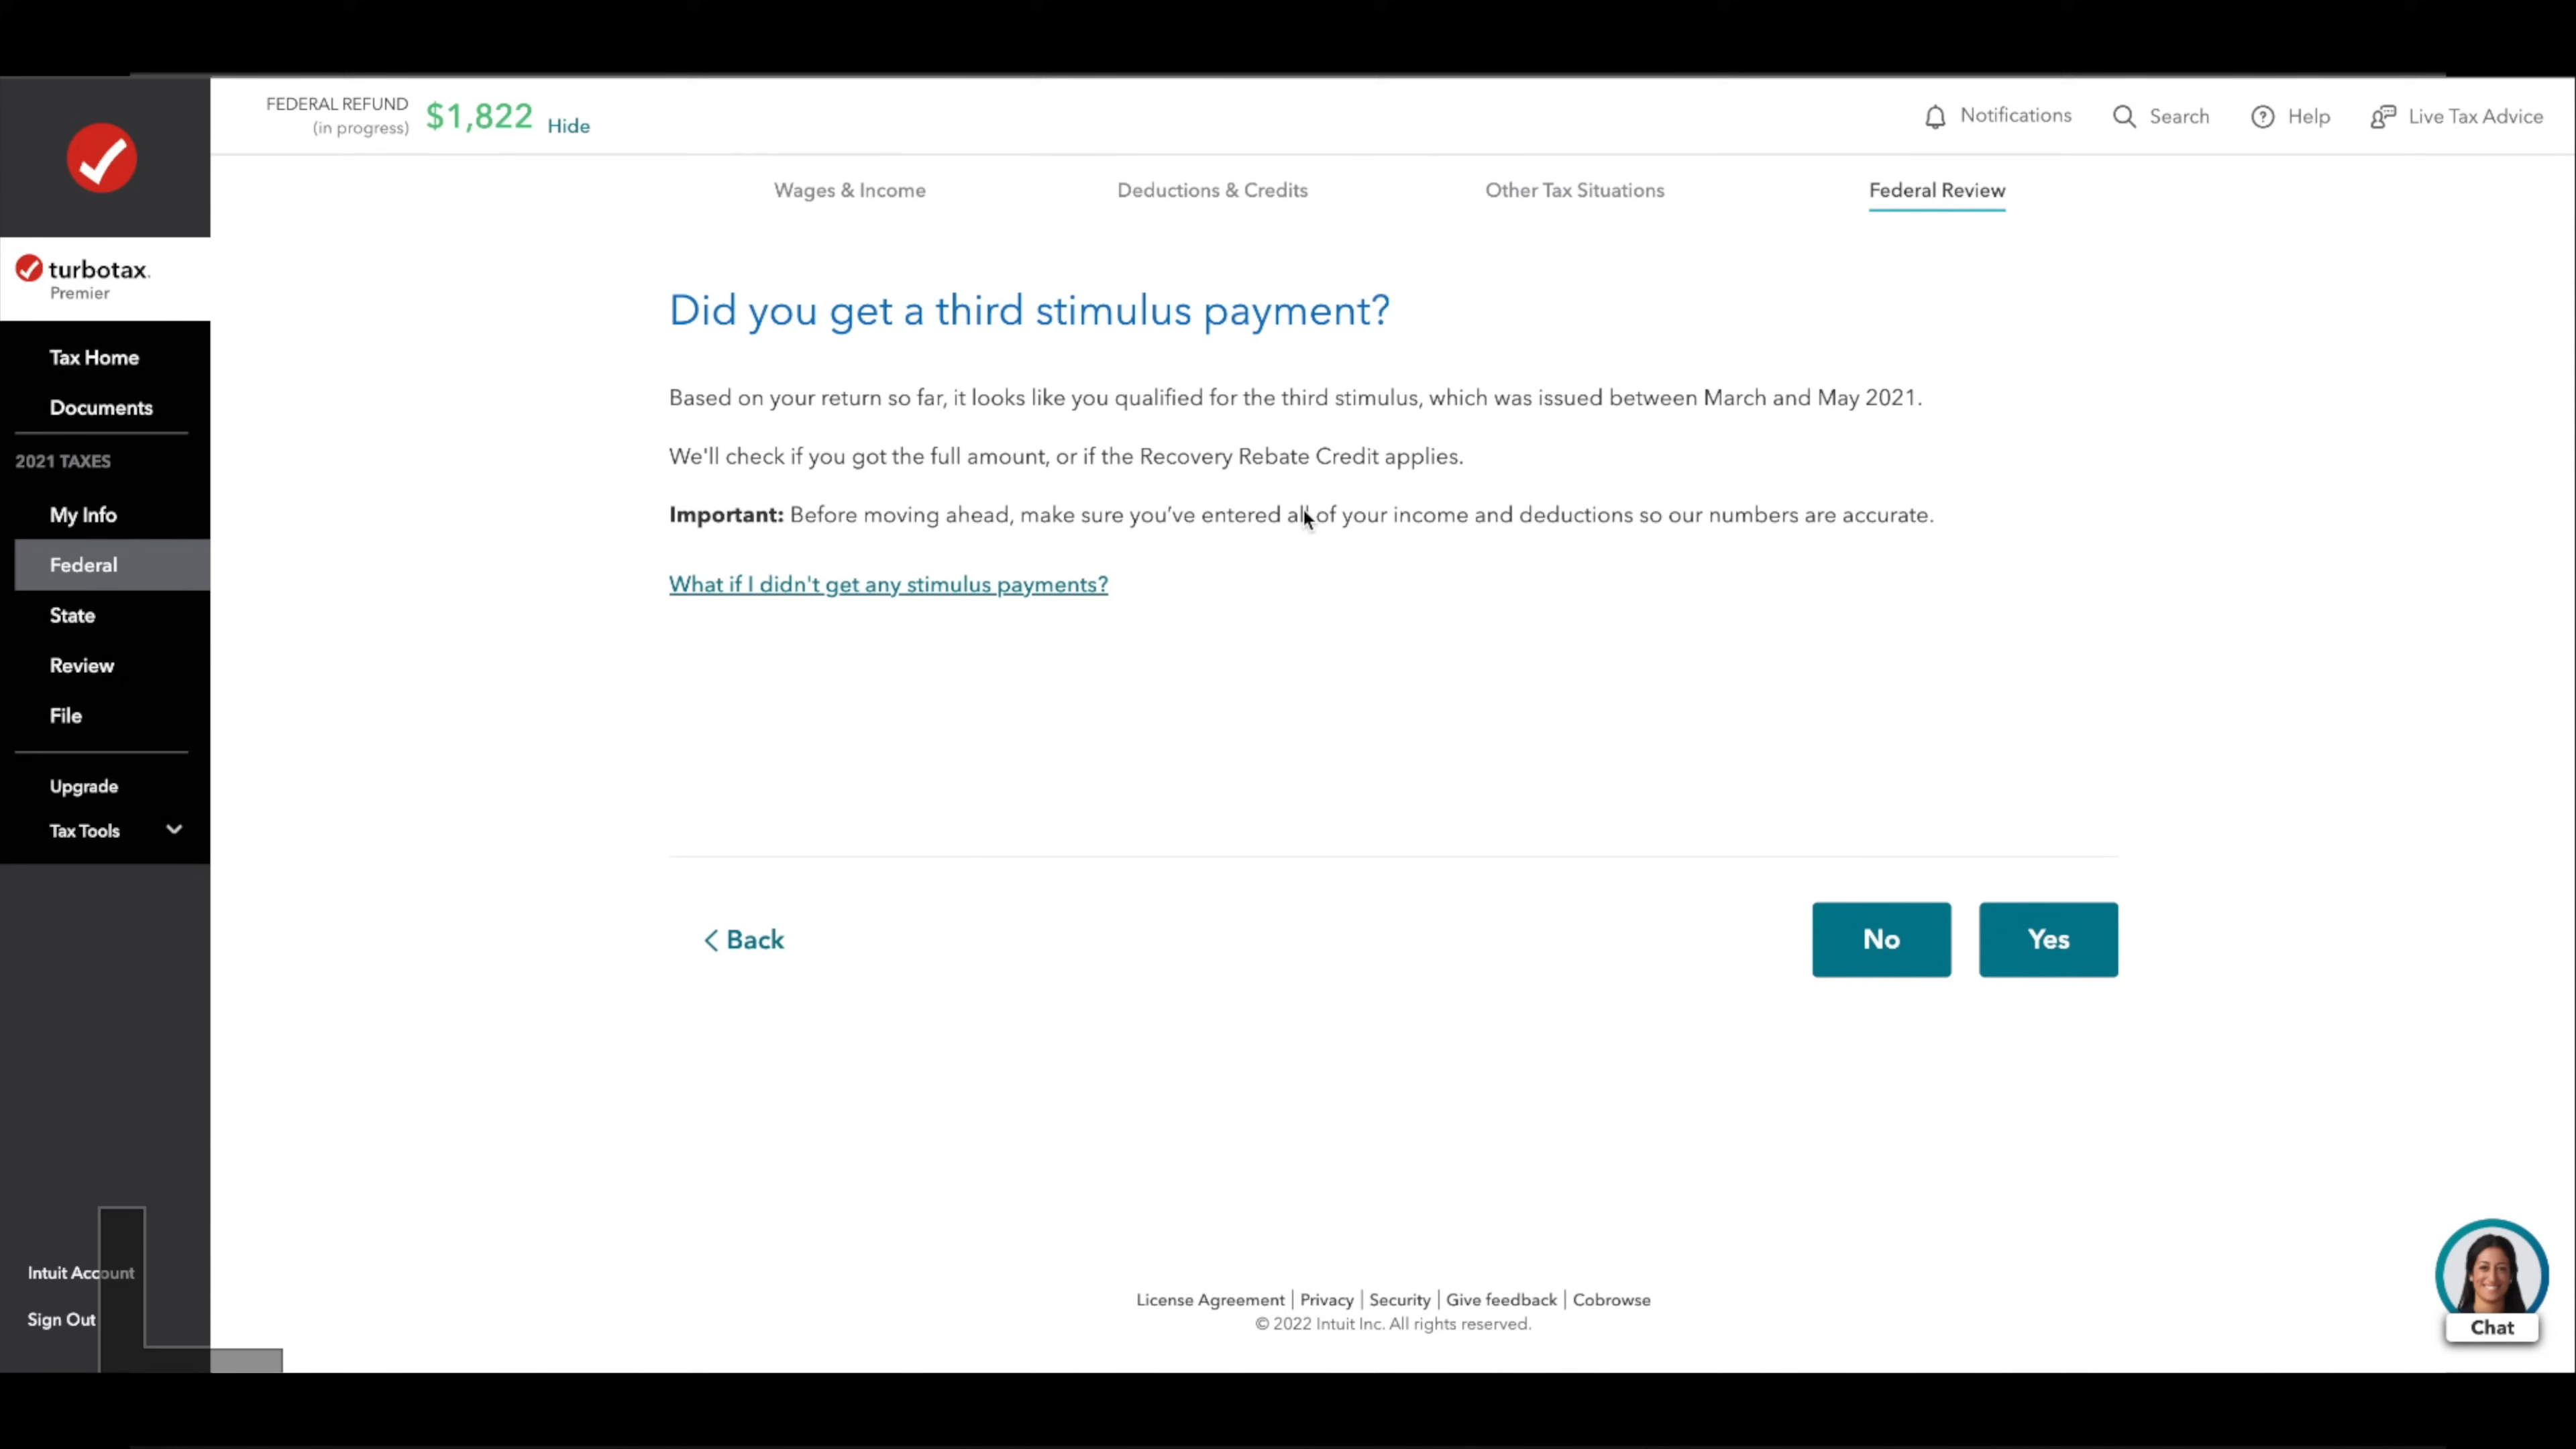 FEDERAL REFUND
(in progress)
$1,822 Hide
Notifications
Search
Help
Live Tax Advice
turbotax.
Premier
Tax Home
Documents
2021 TAXES
My Info
Federal
State
Review
File
Upgrade
Tax Tools
Intuit Account
Sign Out
Wages & Income
Deductions & Credits
Other Tax Situations
Federal Review
Did you get a third stimulus payment?
Based on your return so far, it looks like you qualified for the third stimulus, which was issued between March and May 2021.
We'll check if you got the full amount, or if the Recovery Rebate Credit applies.
Important: Before moving ahead, make sure you've entered all of your income and deductions so our numbers are accurate.
What if I didn't get any stimulus payments?
Back
No
Yes
License Agreement | Privacy | Security | Give feedback | Cobrowse
© 2022 Intuit Inc. All rights reserved.
Chat